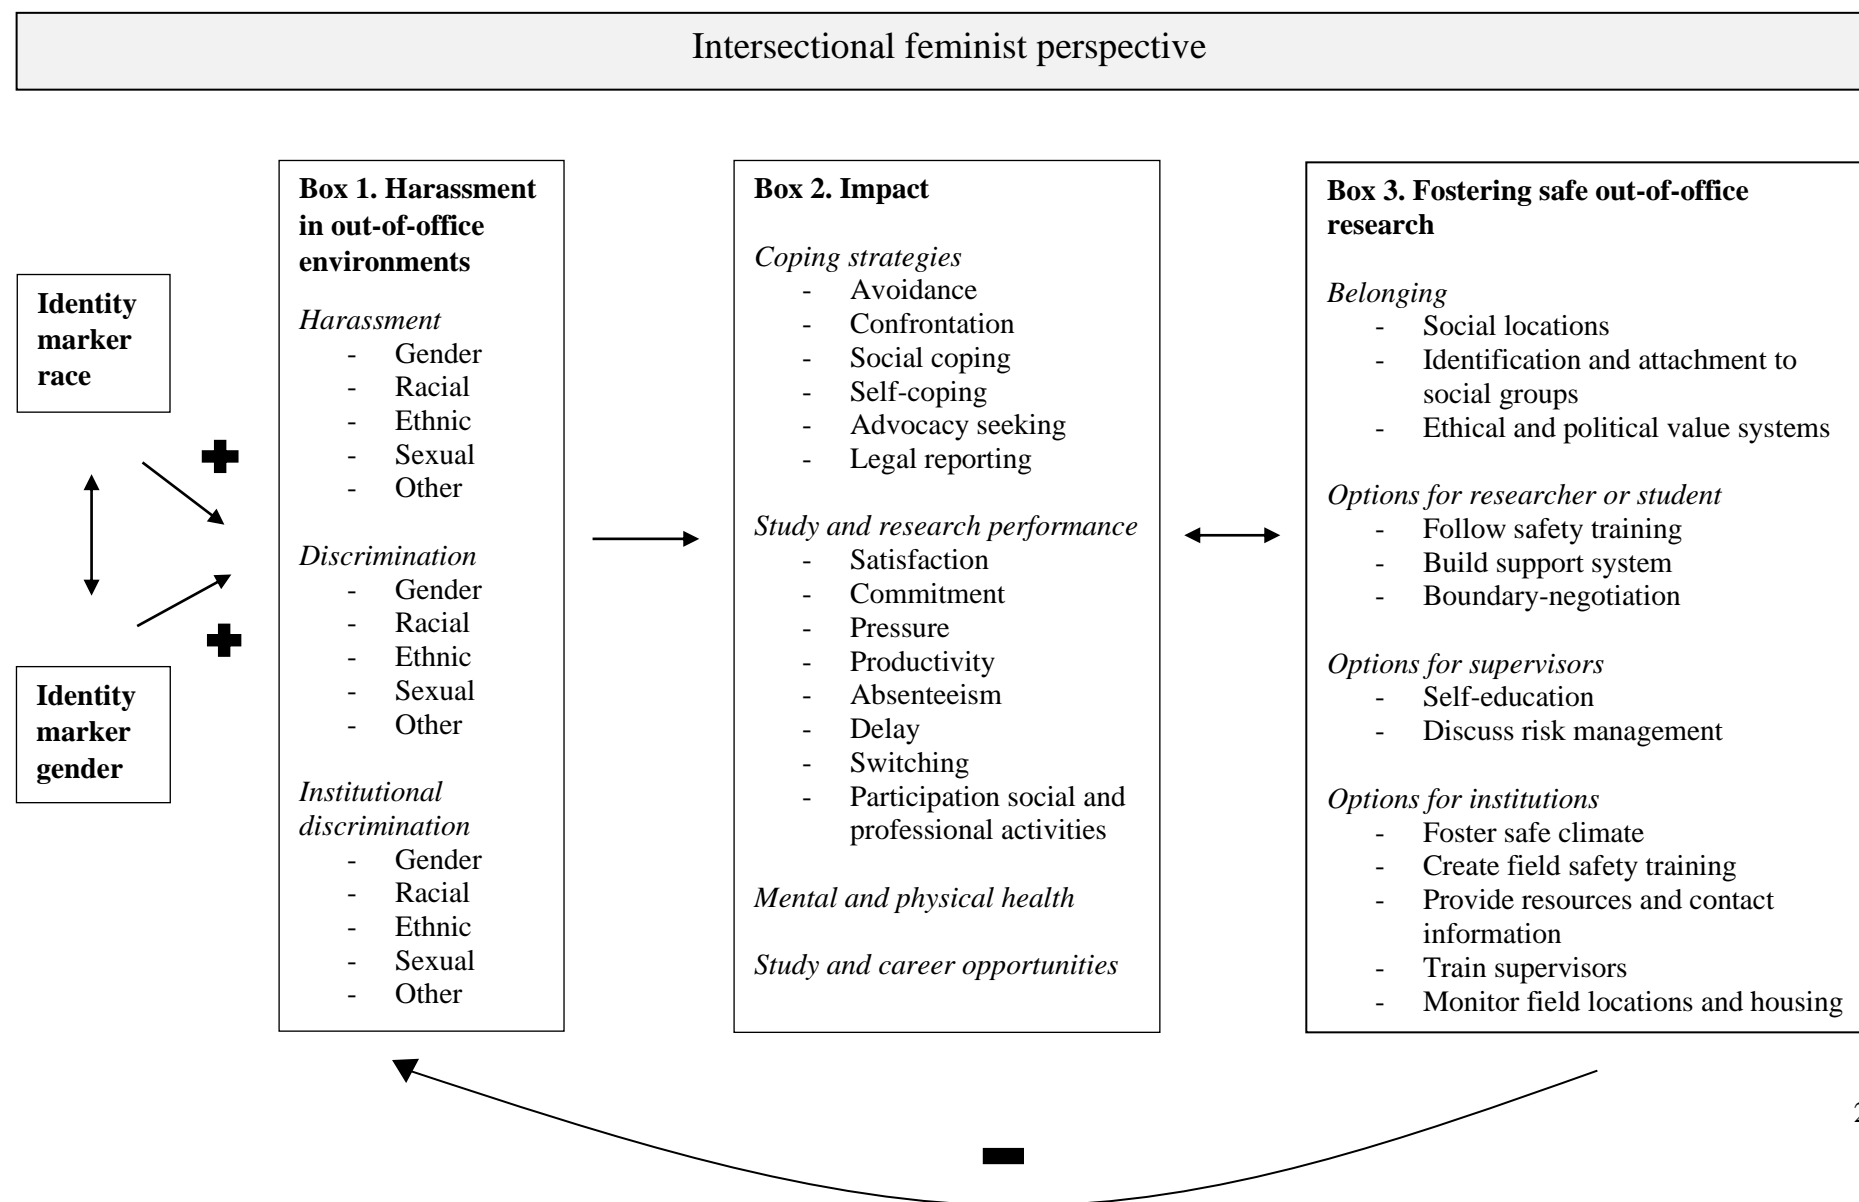 Intersectional feminist perspective
Identity
marker
race
Identity
marker
gender
Box 1. Harassment
in out-of-office
environments
Harassment
- Gender
- Racial
- Ethnic
- Sexual
- Other
Discrimination
- Gender
- Racial
- Ethnic
- Sexual
- Other
Institutional
discrimination
- Gender
- Racial
- Ethnic
- Sexual
- Other
Box 2. Impact
Coping strategies
- Avoidance
- Confrontation
- Social coping
- Self-coping
- Advocacy seeking
- Legal reporting
Study and research performance
- Satisfaction
- Commitment
- Pressure
- Productivity
- Absenteeism
- Delay
- Switching
- Participation social and
professional activities
Mental and physical health
Study and career opportunities
Box 3. Fostering safe out-of-office
research
Belonging
- Social locations
- Identification and attachment to
social groups
- Ethical and political value systems
Options for researcher or student
- Follow safety training
- Build support system
- Boundary-negotiation
Options for supervisors
- Self-education
- Discuss risk management
Options for institutions
- Foster safe climate
- Create field safety training
- Provide resources and contact
information
- Train supervisors
- Monitor field locations and housing